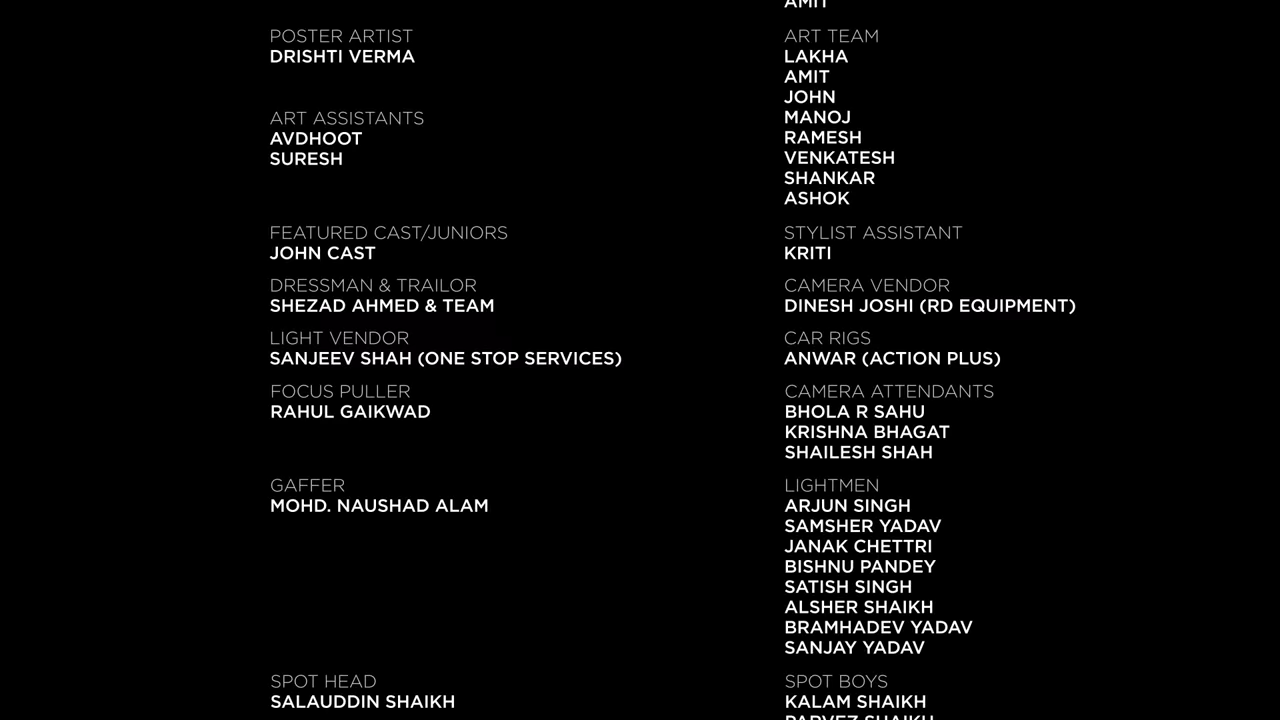 AMIT
POSTER ARTIST
DRISHTI VERMA
ART TEAM
LAKHA
AMIT
JOHN
MANOJ
RAMESH
VENKATESH
SHANKAR
ASHOK
ART ASSISTANTS
AVDHOOT
SURESH
FEATURED CAST/JUNIORS
JOHN CAST
STYLIST ASSISTANT
KRITI
DRESSMAN & TRAILOR
SHEZAD AHMED & TEAM
CAMERA VENDOR
DINESH JOSHI (RD EQUIPMENT)
LIGHT VENDOR
SANJEEV SHAH (ONE STOP SERVICES)
CAR RIGS
ANWAR (ACTION PLUS)
FOCUS PULLER
RAHUL GAIKWAD
CAMERA ATTENDANTS
BHOLA R SAHU
KRISHNA BHAGAT
SHAILESH SHAH
GAFFER
MOHD. NAUSHAD ALAM
LIGHTMEN
ARJUN SINGH
SAMSHER YADAV
JANAK CHETTRI
BISHNU PANDEY
SATISH SINGH
ALSHER SHAIKH
BRAMHADEV YADAV
SANJAY YADAV
SPOT HEAD
SALAUDDIN SHAIKH
SPOT BOYS
KALAM SHAIKH
PARVEZ SHAIKH